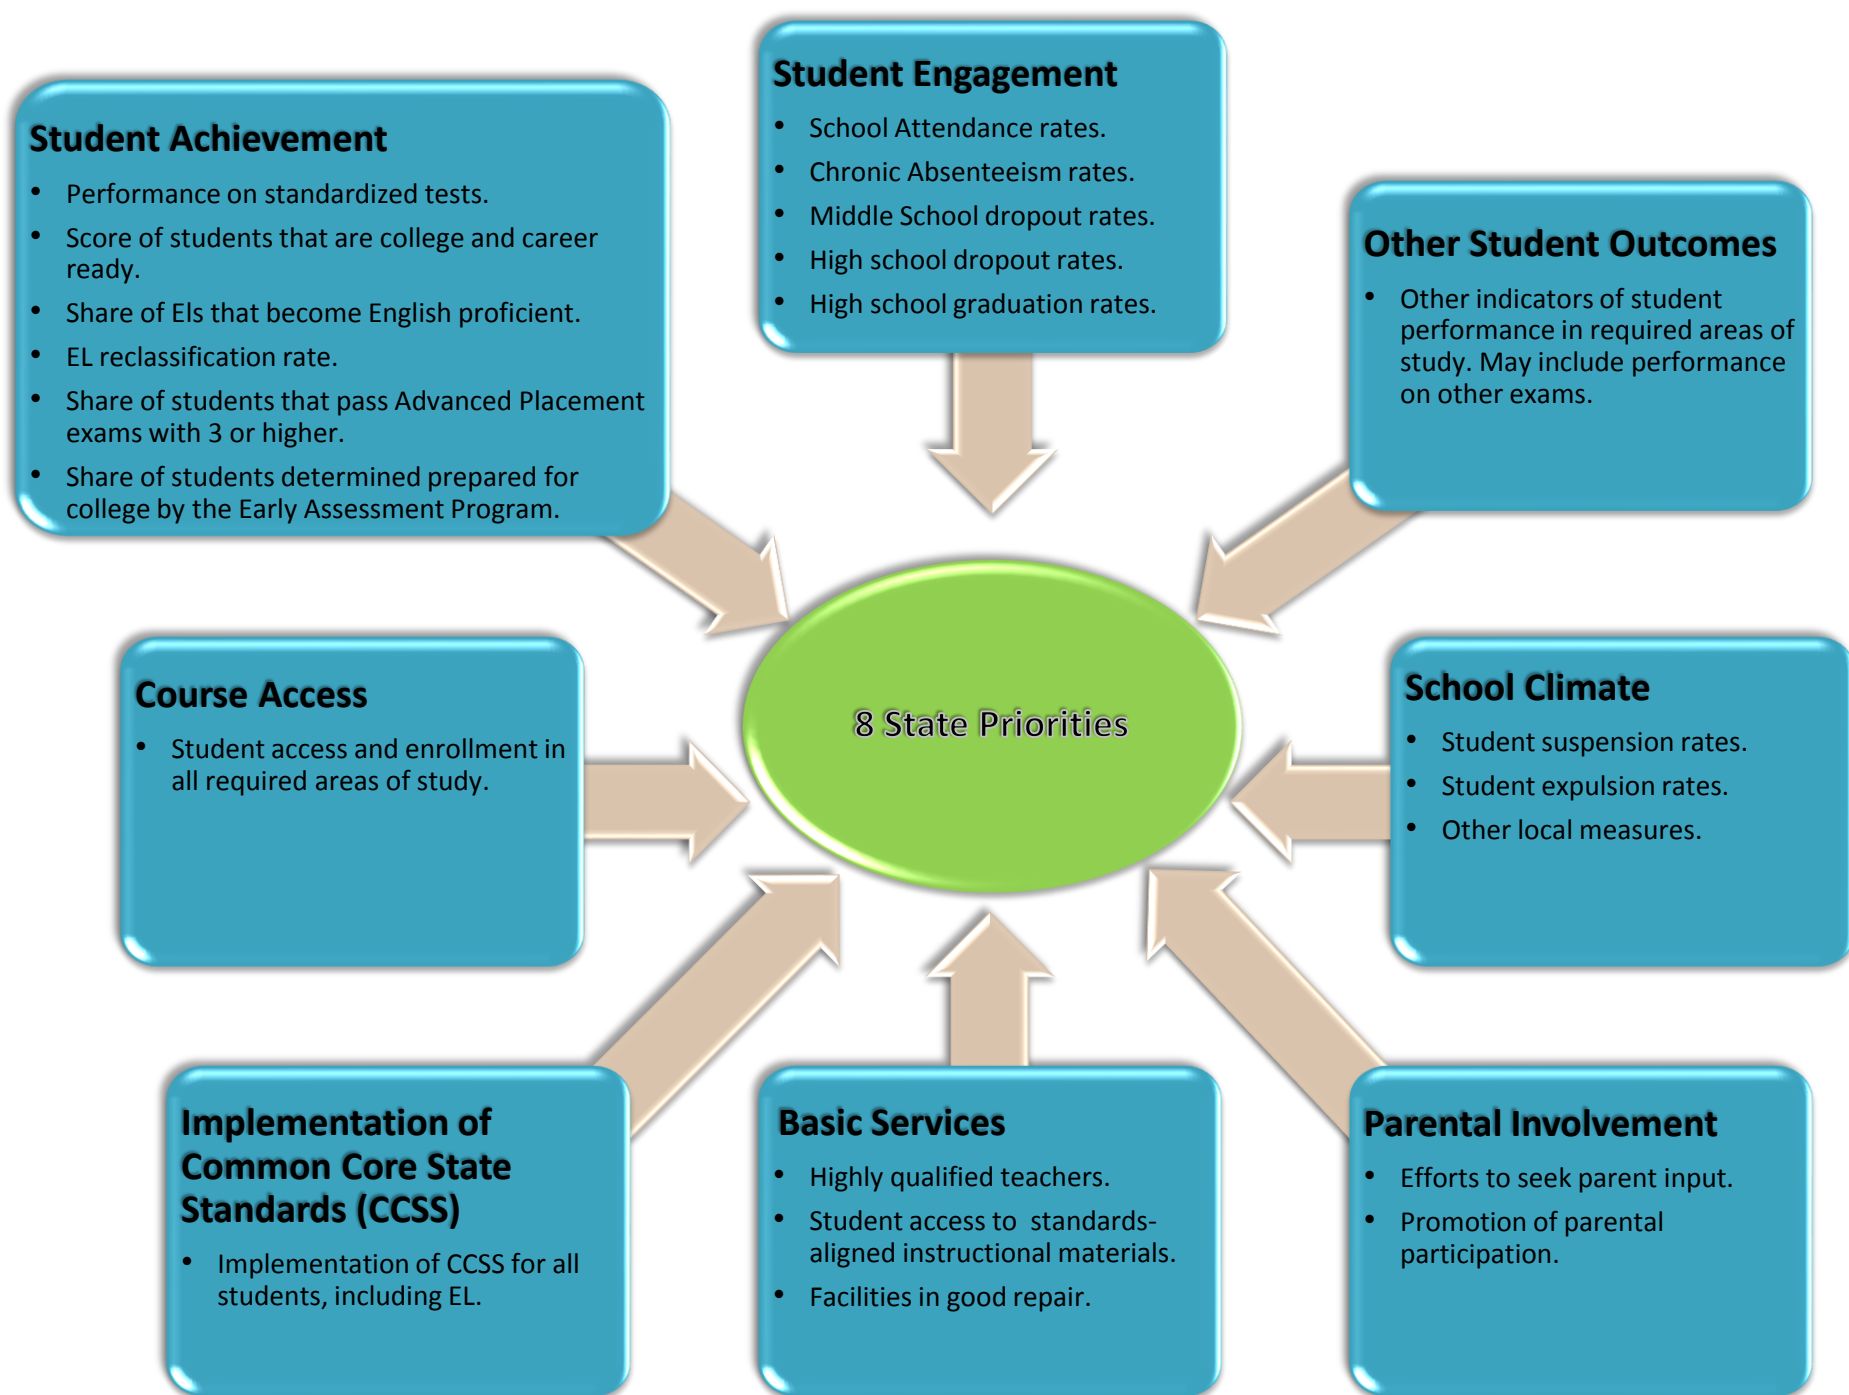 Student Achievement
• Performance on standardized tests.
• Score of students that are college and career
ready.
• Share of Els that become English proficient.
• EL reclassification rate.
• Share of students that pass Advanced Placement
exams with 3 or higher.
• Share of students determined prepared for
college by the Early Assessment Program.
Student Engagement
• School Attendance rates.
• Chronic Absenteeism rates.
• Middle School dropout rates.
• High school dropout rates.
• High school graduation rates.
Other Student Outcomes
• Other indicators of student
performance in required areas of
study. May include performance
on other exams.
Course Access
• Student access and enrollment in
all required areas of study.
8 State Priorities
School Climate
• Student suspension rates.
• Student expulsion rates.
• Other local measures.
Implementation of
Common Core State
Standards (CCSS)
• Implementation of CCSS for all
students, including EL.
Basic Services
• Highly qualified teachers.
• Student access to standards-
aligned instructional materials.
• Facilities in good repair.
Parental Involvement
• Efforts to seek parent input.
• Promotion of parental
participation.